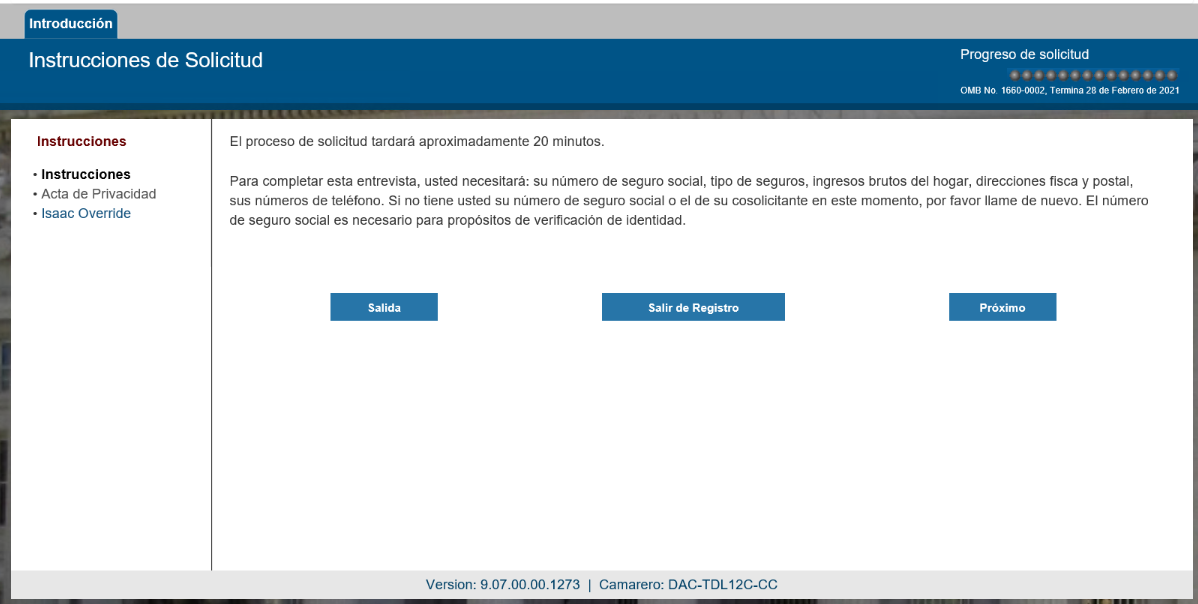 Introducción
Instrucciones de Solicitud
Progreso de solicitud
OMB No. 1660-0002, Termina 28 de Febrero de 2021
Instrucciones
• Instrucciones
• Acta de Privacidad
• Isaac Override
El proceso de solicitud tardará aproximadamente 20 minutos.
Para completar esta entrevista, usted necesitará: su número de seguro social, tipo de seguros, ingresos brutos del hogar, direcciones fisca y postal,
sus números de teléfono. Si no tiene usted su número de seguro social o el de su cosolicitante en este momento, por favor llame de nuevo. El número
de seguro social es necesario para propósitos de verificación de identidad.
Salida
Salir de Registro
Próximo
Version: 9.07.00.00.1273 | Camarero: DAC-TDL12C-CC